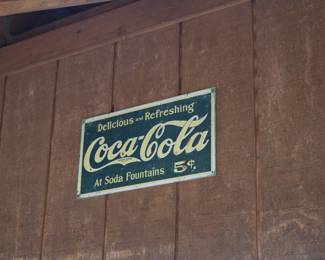 Delicious and Refreshing
Coca-Cola
At Soda Fountains 5¢